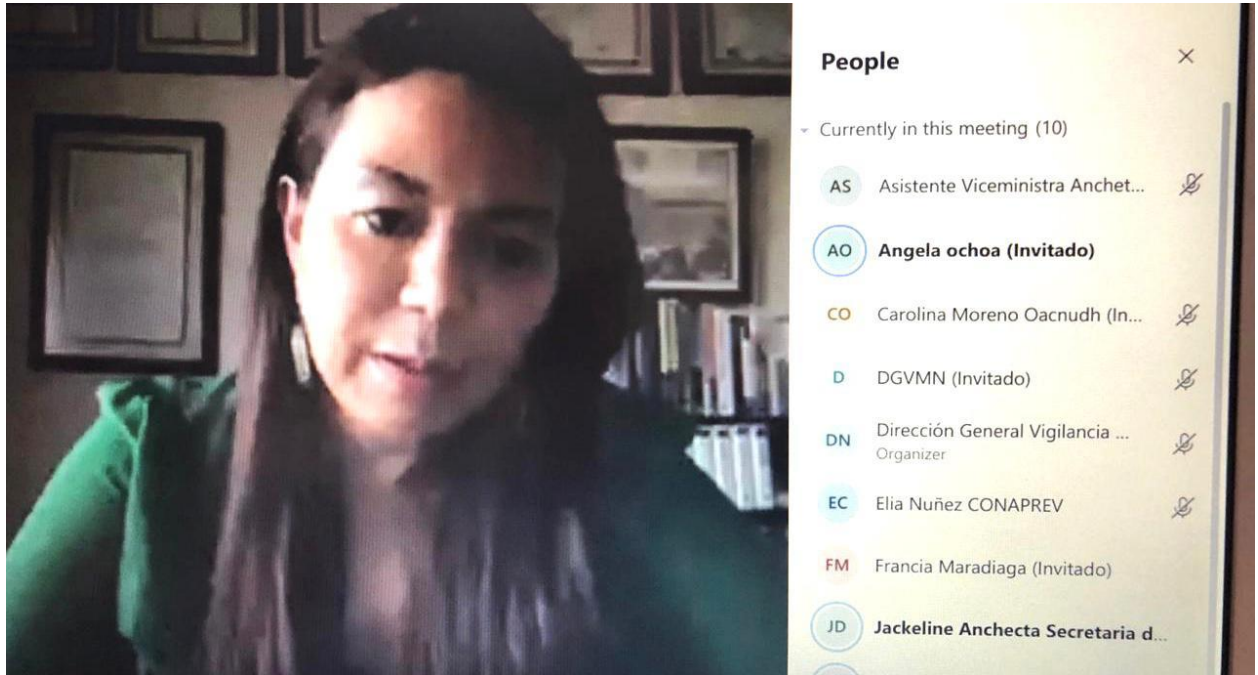 People
Currently in this meeting (10)
AS Asistente Viceministra Anchet...
AO Angela ochoa (Invitado)
CO Carolina Moreno Oacnudh (In...
D DGVMN (Invitado)
DN Dirección General Vigilancia ...
Organizer
EC Elia Nuñez CONAPREV
FM Francia Maradiaga (Invitado)
JD Jackeline Anchecta Secretaria d...